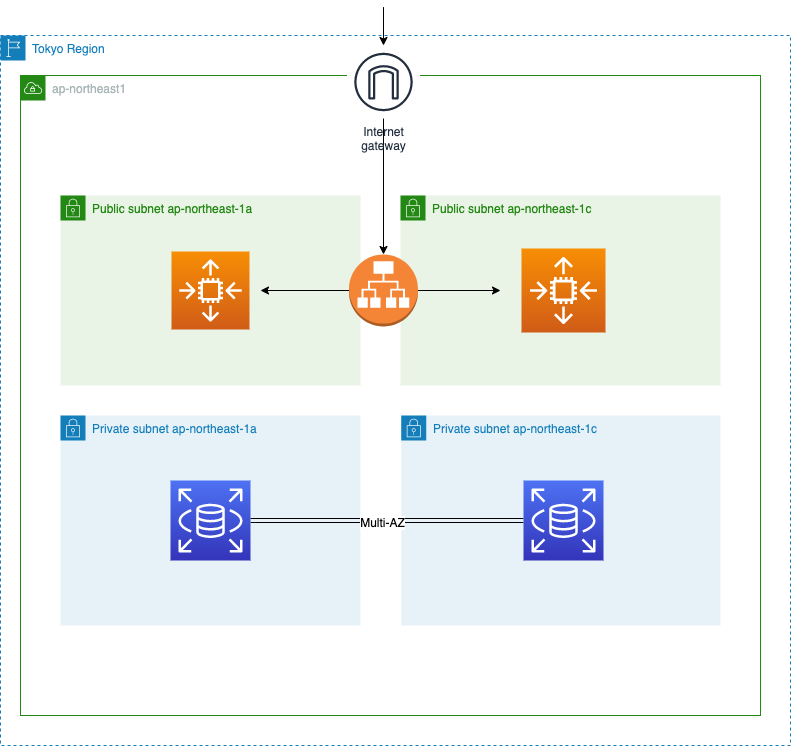 Tokyo Region
ap-northeast1
Internet
gateway
Public subnet ap-northeast-1a
Public subnet ap-northeast-1c
Private subnet ap-northeast-1a
Private subnet ap-northeast-1c
Multi-AZ